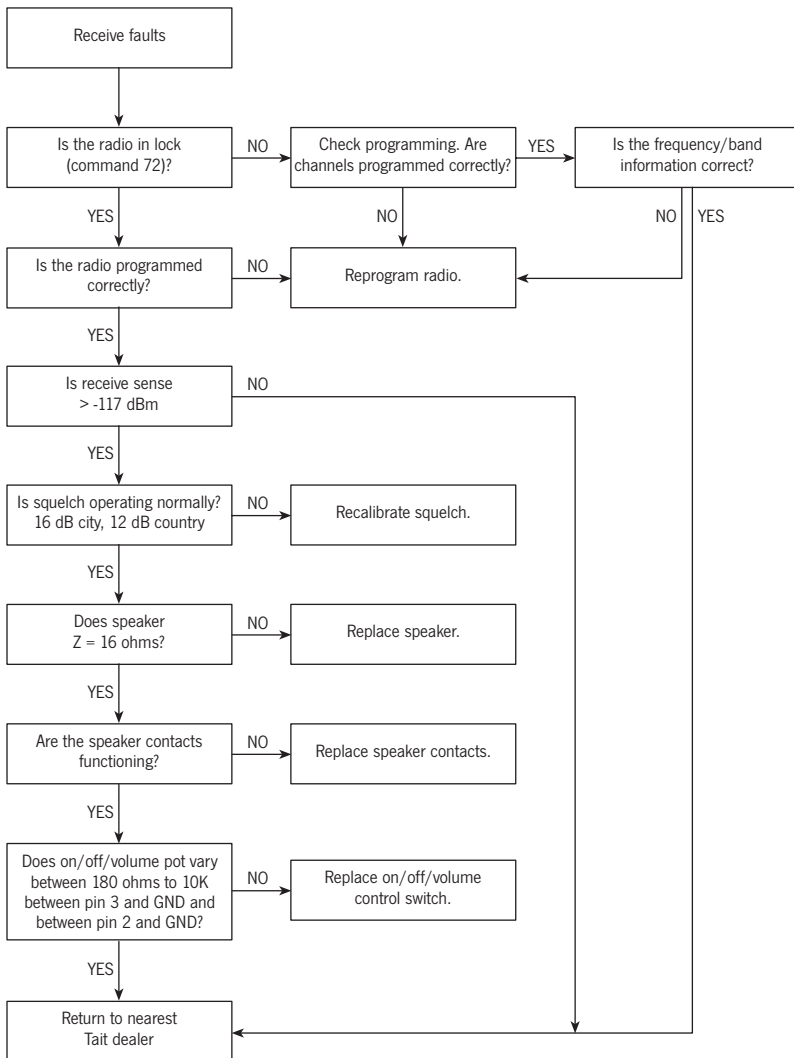 Receive faults
Is the radio in lock
(command 72)?
NO
Check programming. Are
channels programmed correctly?
YES
Is the frequency/band
information correct?
YES
NO
NO
YES
Is the radio programmed
correctly?
NO
Reprogram radio.
YES
Is receive sense
> -117 dBm
NO
YES
Is squelch operating normally?
16 dB city, 12 dB country
NO
Recalibrate squelch.
YES
Does speaker
Z = 16 ohms?
NO
Replace speaker.
YES
Are the speaker contacts
functioning?
NO
Replace speaker contacts.
YES
Does on/off/volume pot vary
between 180 ohms to 10K
between pin 3 and GND and
between pin 2 and GND?
NO
Replace on/off/volume
control switch.
YES
Return to nearest
Tait dealer